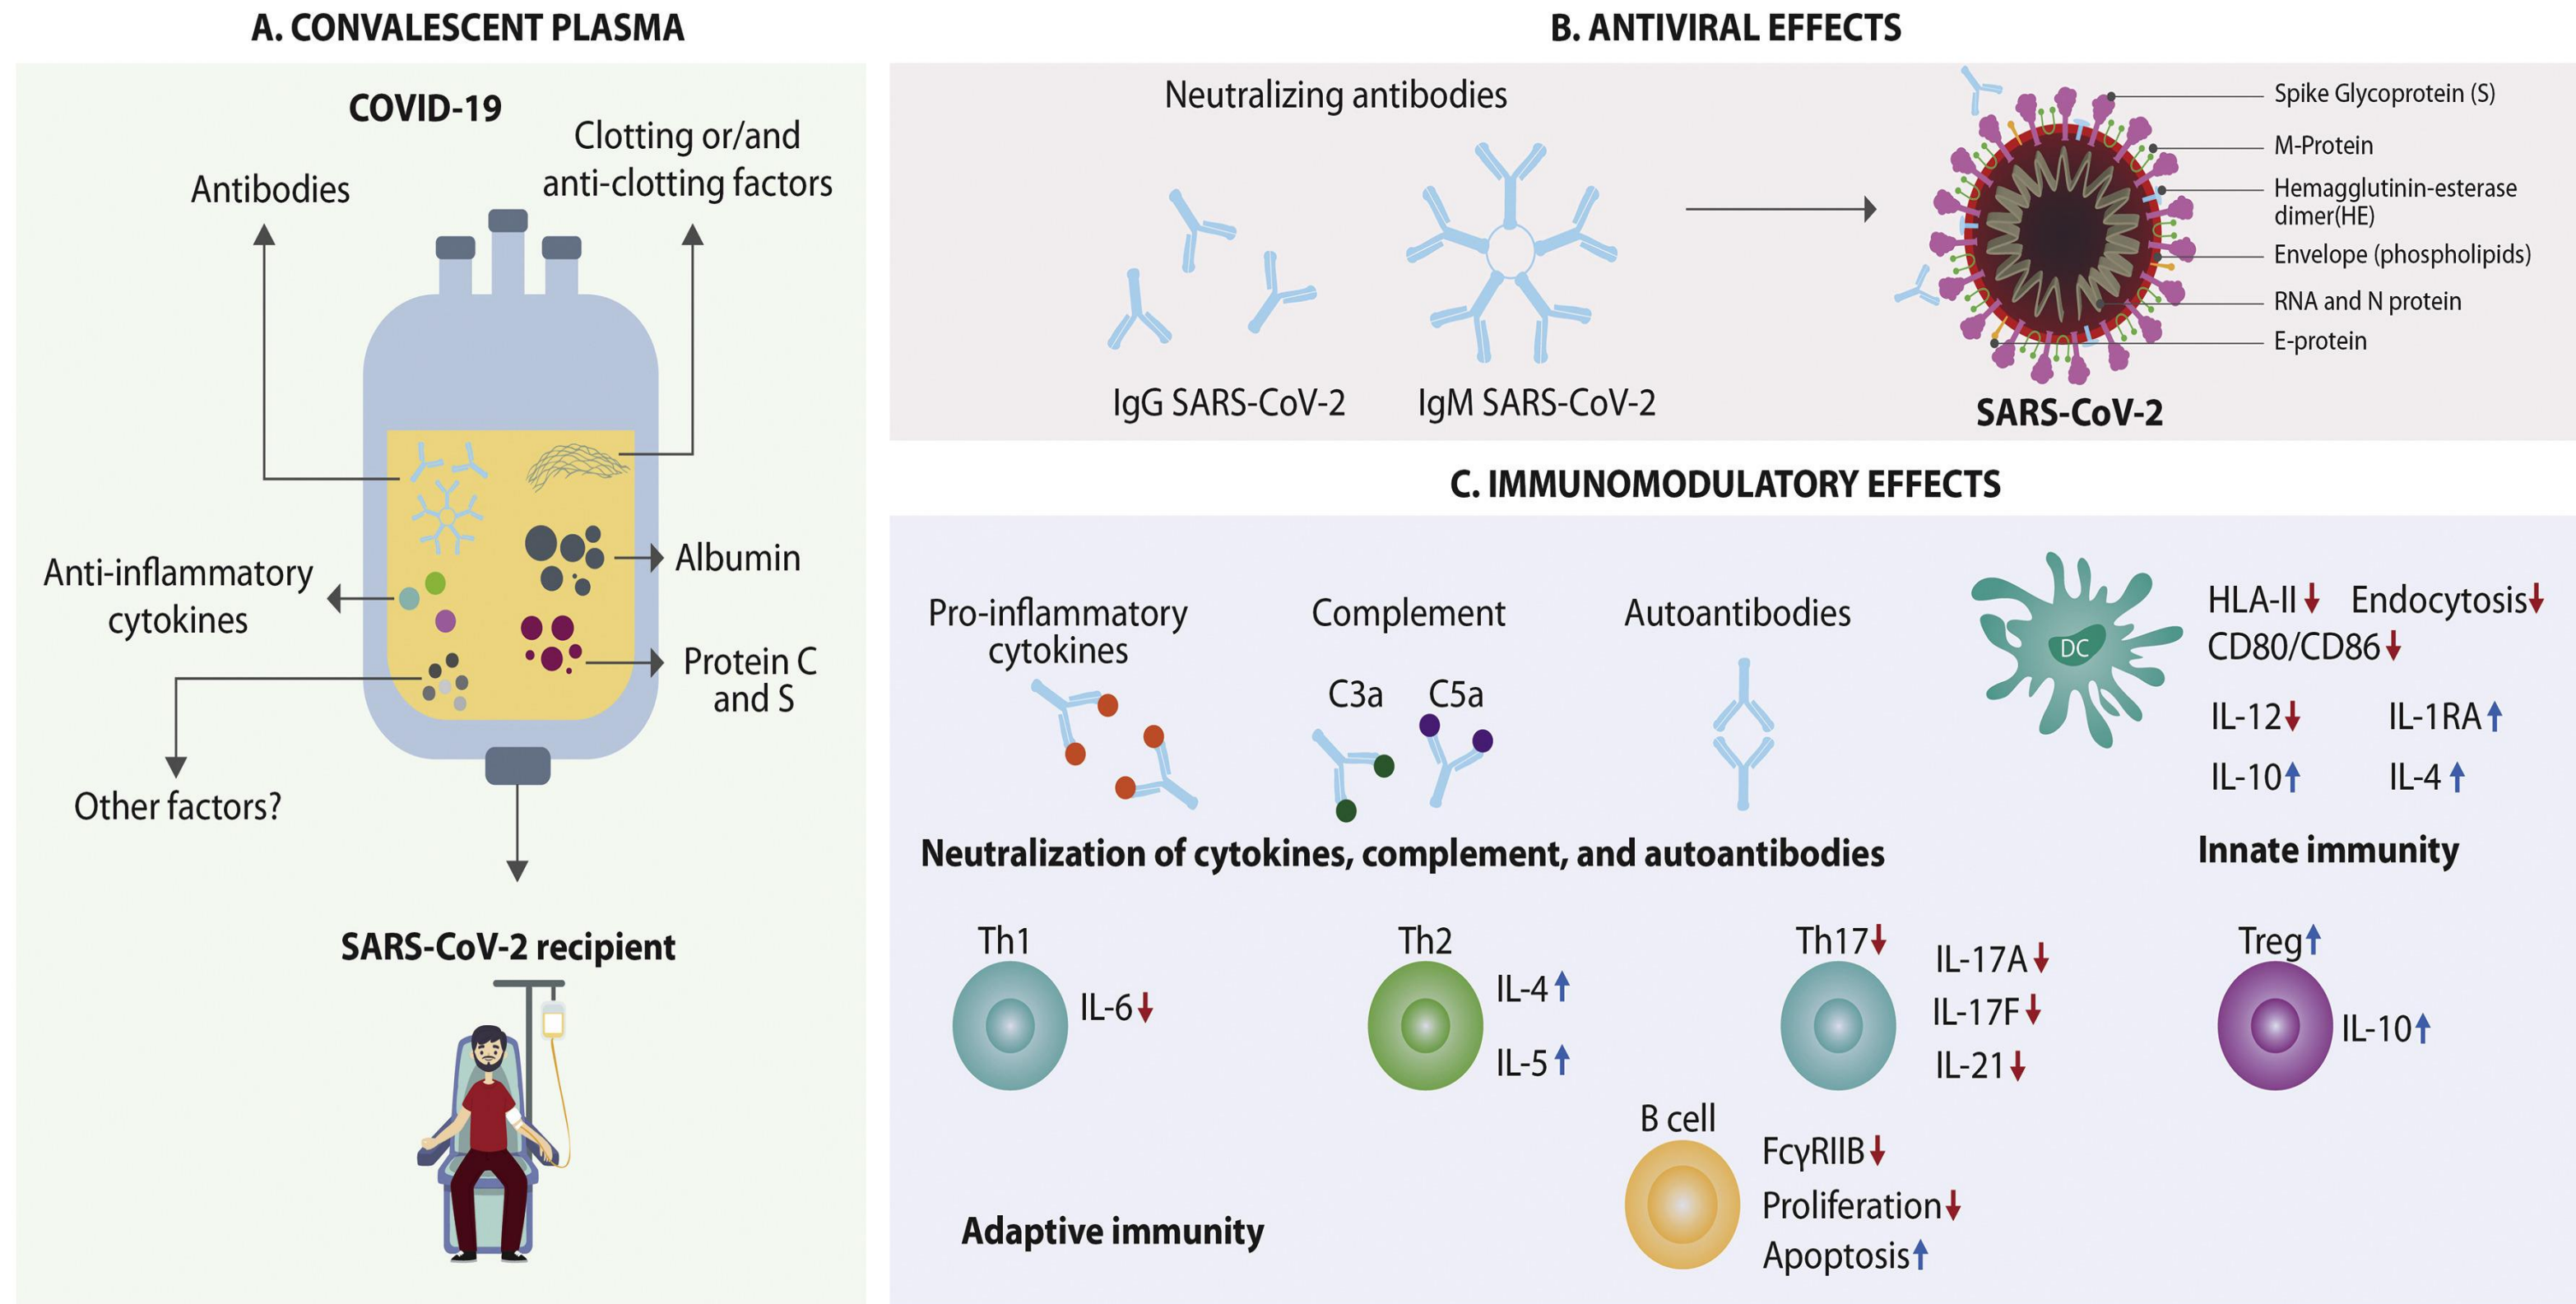 A. CONVALESCENT PLASMA
COVID-19
Clotting or/and
anti-clotting factors
Antibodies
Anti-inflammatory
cytokines
Albumin
Protein C
and S
Other factors?
SARS-CoV-2 recipient
B. ANTIVIRAL EFFECTS
Neutralizing antibodies
IgG SARS-CoV-2
IgM SARS-CoV-2
Spike Glycoprotein (S)
M-Protein
Hemagglutinin-esterase
dimer(HE)
Envelope (phospholipids)
RNA and N protein
E-protein
SARS-CoV-2
C. IMMUNOMODULATORY EFFECTS
Pro-inflammatory
cytokines
Complement
C3a
C5a
Autoantibodies
Neutralization of cytokines, complement, and autoantibodies
DC
HLA-II↓ Endocytosis↓
CD80/CD86↓
IL-12↓ IL-1RA↑
IL-10↑ IL-4↑
Innate immunity
Th1
IL-6↓
Th2
IL-4↑
IL-5↑
Th17↓
IL-17A↓
IL-17F↓
IL-21↓
Treg↑
IL-10↑
B cell
FcγRIIB↓
Proliferation↓
Apoptosis↑
Adaptive immunity